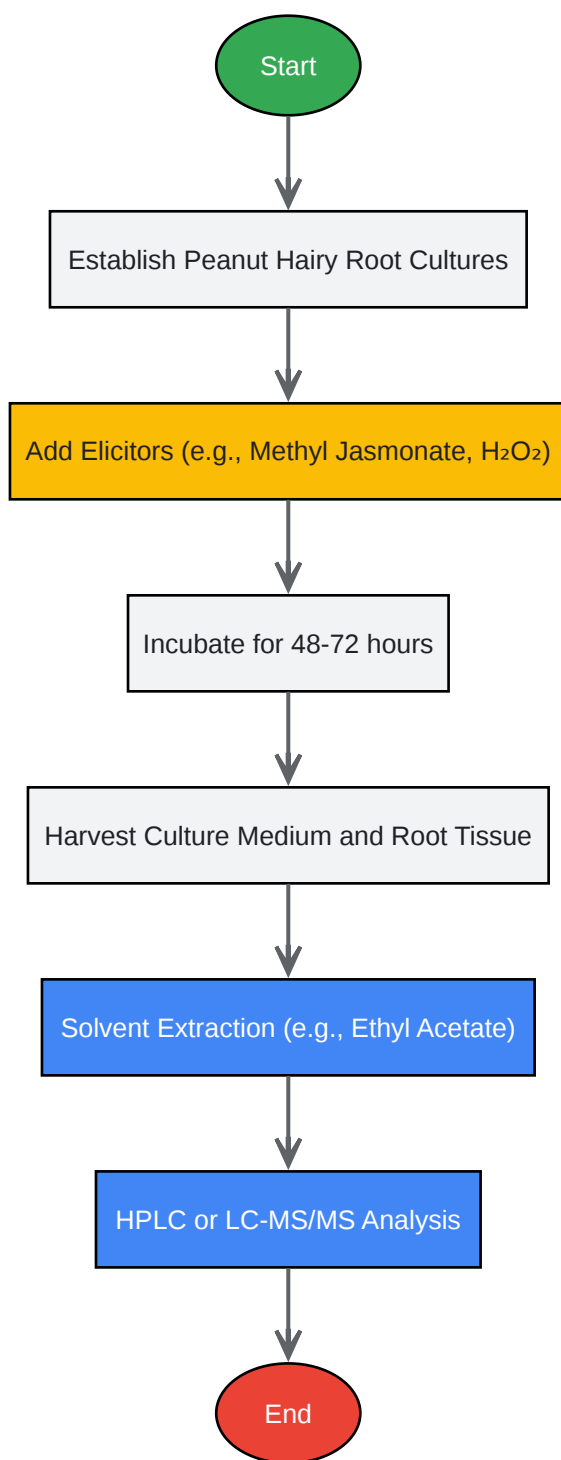 Start
Establish Peanut Hairy Root Cultures
Add Elicitors (e.g., Methyl Jasmonate, H₂O₂)
Incubate for 48-72 hours
Harvest Culture Medium and Root Tissue
Solvent Extraction (e.g., Ethyl Acetate)
HPLC or LC-MS/MS Analysis
End